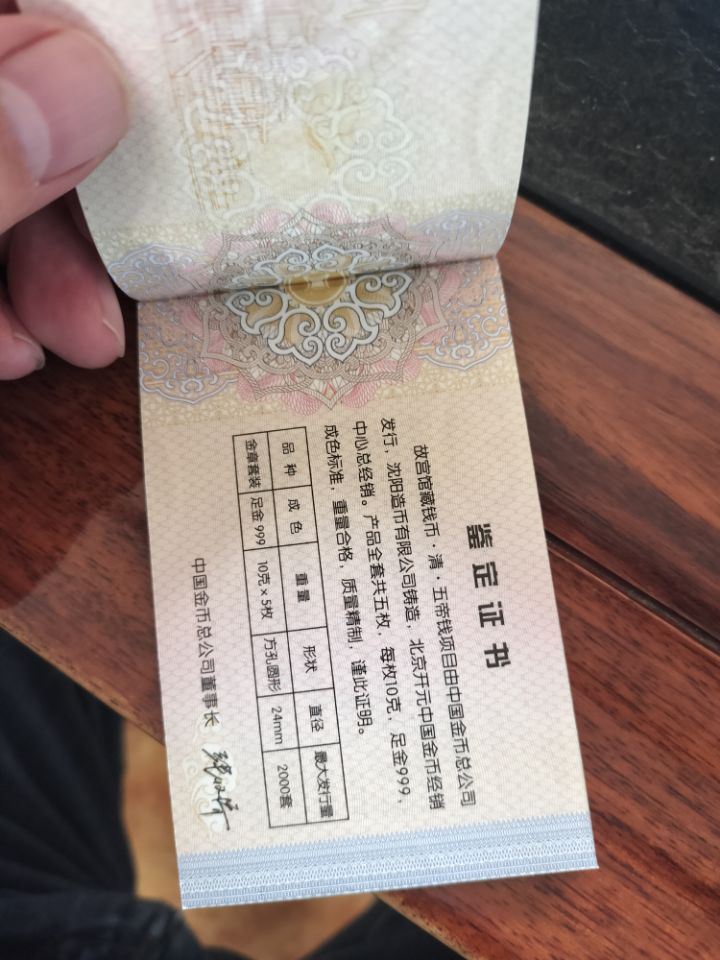 鉴定证书
故宫馆藏钱币·清·五帝钱项目由中国金币总公司
发行，沈阳造币有限公司铸造，北京开元中国金币经销
中心总经销。产品全套共五枚，每枚10克，足金999，
成色标准，重量合格，质量精制，谨此证明。
品种 成色 重量 形状 直径 最大发行量
金章套装 足金999 10克×5枚 方孔圆形 24mm 2000套
中国金币总公司董事长